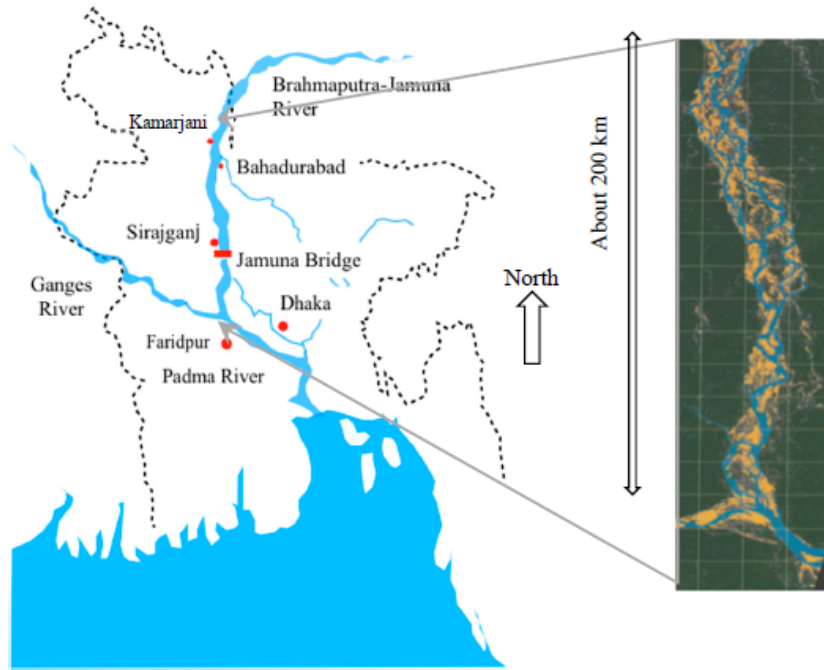 Brahmaputra-Jamuna
River
Kamarjani
Bahadurabad
Sirajganj
Jamuna Bridge
Ganges
River
Dhaka
Faridpur
Padma River
North
About 200 km